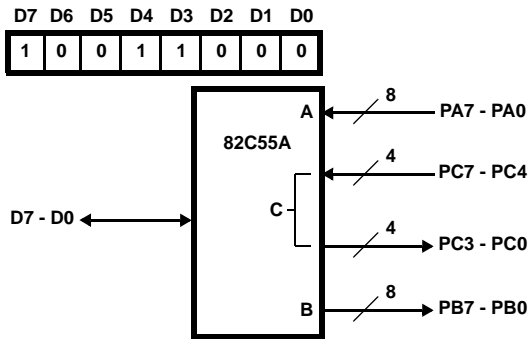 D7 D6 D5 D4 D3 D2 D1 D0
1 0 0 1 1 0 0 0
A 8 PA7 - PA0
82C55A
4 PC7 - PC4
C
D7 - D0
4 PC3 - PC0
B 8 PB7 - PB0